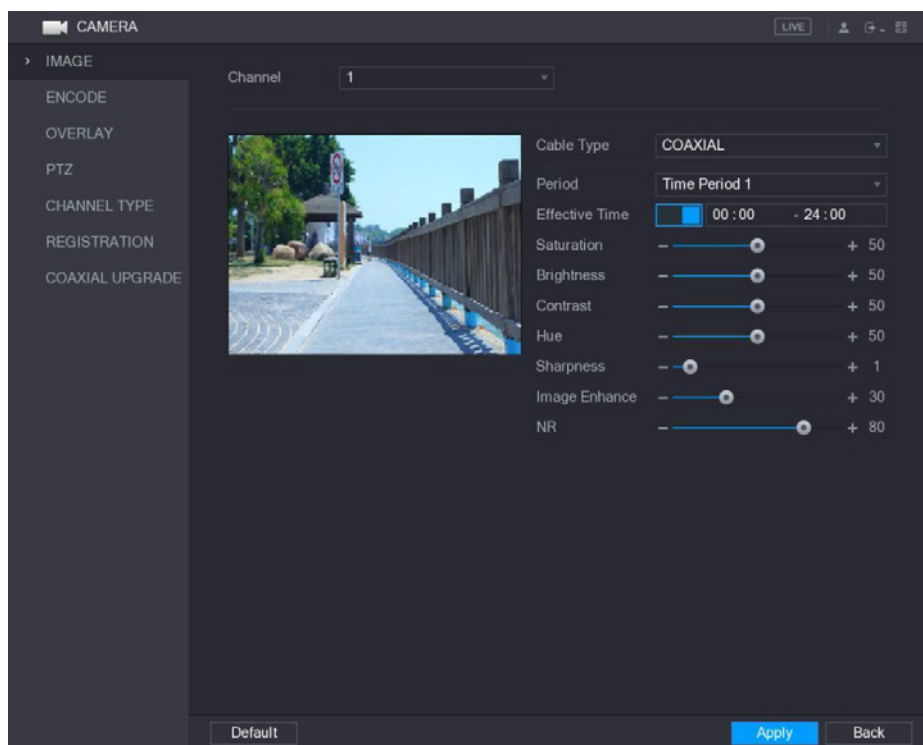 CAMERA LIVE
IMAGE
ENCODE
OVERLAY
PTZ
CHANNEL TYPE
REGISTRATION
COAXIAL UPGRADE
Channel 1
Cable Type COAXIAL
Period Time Period 1
Effective Time 00 : 00 - 24 : 00
Saturation 50
Brightness 50
Contrast 50
Hue 50
Sharpness 1
Image Enhance 30
NR 80
Default Apply Back